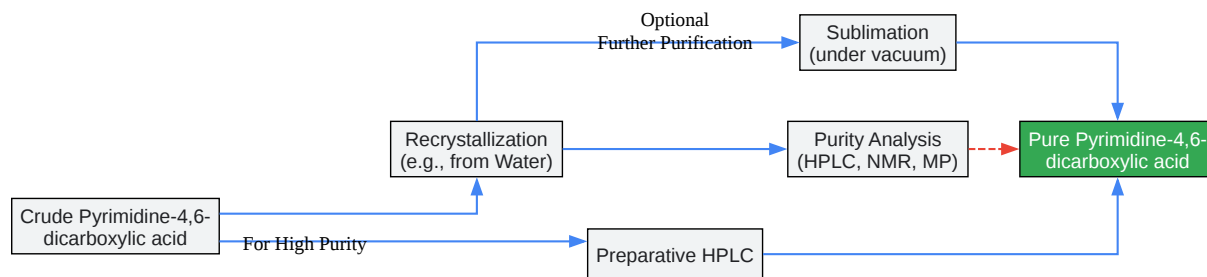 Optional
Further Purification
Sublimation
(under vacuum)
Recrystallization
(e.g., from Water)
Purity Analysis
(HPLC, NMR, MP)
Pure Pyrimidine-4,6-
dicarboxylic acid
Crude Pyrimidine-4,6-
dicarboxylic acid
For High Purity
Preparative HPLC